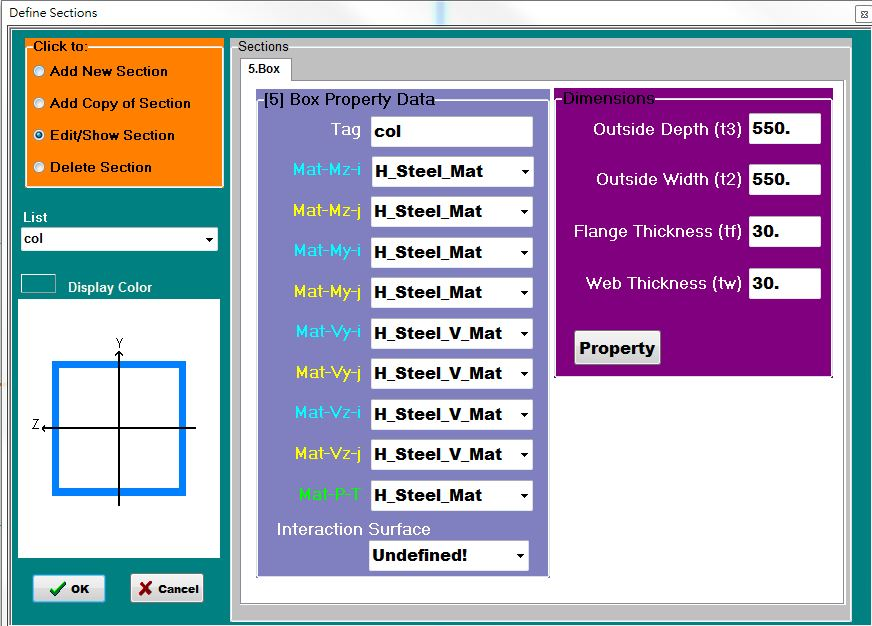 Define Sections
Click to:
Add New Section
Add Copy of Section
Edit/Show Section
Delete Section
List
col
Display Color
Y
Z
OK
Cancel
Sections
5.Box
[5] Box Property Data
Tag col
Mat-Mz-i H_Steel_Mat
Mat-Mz-j H_Steel_Mat
Mat-My-i H_Steel_Mat
Mat-My-j H_Steel_Mat
Mat-Vy-i H_Steel_V_Mat
Mat-Vy-j H_Steel_V_Mat
Mat-Vz-i H_Steel_V_Mat
Mat-Vz-j H_Steel_V_Mat
Mat-P-T H_Steel_Mat
Interaction Surface
Undefined!
Dimensions
Outside Depth (t3) 550.
Outside Width (t2) 550.
Flange Thickness (tf) 30.
Web Thickness (tw) 30.
Property